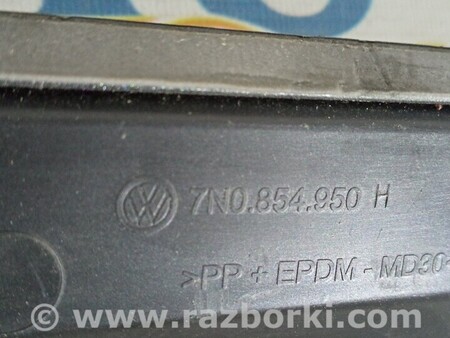 7N0.854.950 H
>PP + EPDM - MD30
© www.razborki.com